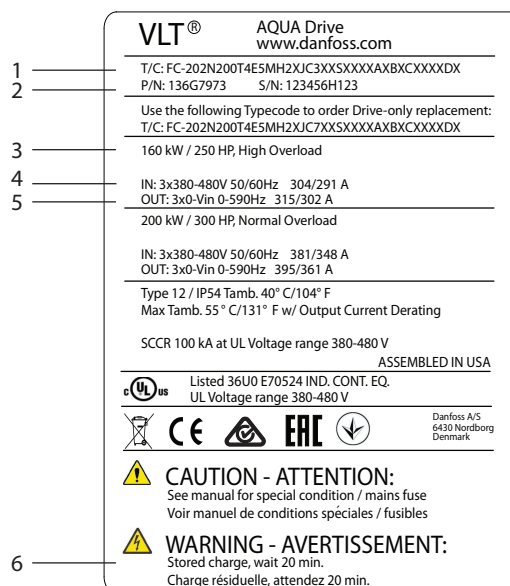 VLT® AQUA Drive
www.danfoss.com
1 T/C: FC-202N200T4E5MH2XJC3XXSXXXXAXBXCXXXXDX
2 P/N: 136G7973 S/N: 123456H123
Use the following Typecode to order Drive-only replacement:
T/C: FC-202N200T4E5MH2XJC7XXSXXXXAXBXCXXXXDX
3 160 kW / 250 HP, High Overload
4 IN: 3x380-480V 50/60Hz 304/291 A
5 OUT: 3x0-Vin 0-590Hz 315/302 A
200 kW / 300 HP, Normal Overload
IN: 3x380-480V 50/60Hz 381/348 A
OUT: 3x0-Vin 0-590Hz 395/361 A
Type 12 / IP54 Tamb. 40° C/104° F
Max Tamb. 55° C/131° F w/ Output Current Derating
SCCR 100 kA at UL Voltage range 380-480 V
ASSEMBLED IN USA
c UL us Listed 36U0 E70524 IND. CONT. EQ.
UL Voltage range 380-480 V
CE EAC
Danfoss A/S
6430 Nordborg
Denmark
CAUTION - ATTENTION:
See manual for special condition / mains fuse
Voir manuel de conditions spéciales / fusibles
WARNING - AVERTISSEMENT:
6 Stored charge, wait 20 min.
Charge résiduelle, attendez 20 min.